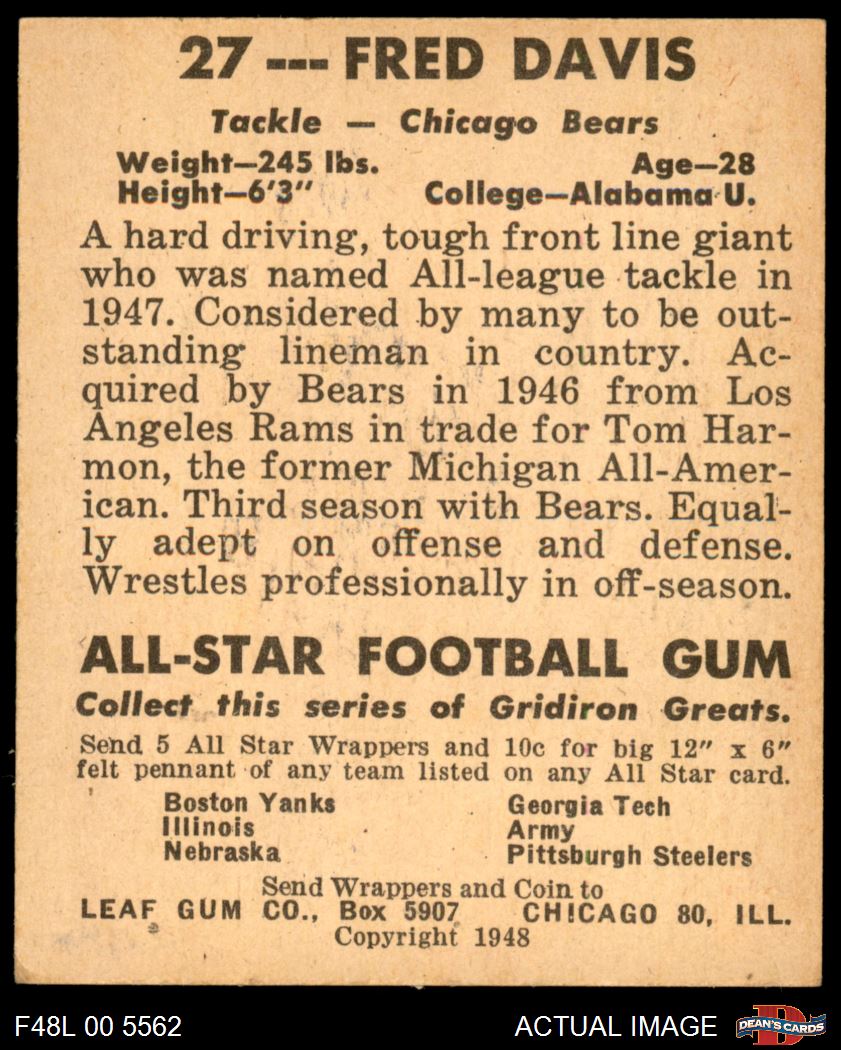 27 --- FRED DAVIS
Tackle — Chicago Bears
Weight—245 lbs. Age—28
Height—6'3" College—Alabama U.
A hard driving, tough front line giant
who was named All-league tackle in
1947. Considered by many to be out-
standing lineman in country. Ac-
quired by Bears in 1946 from Los
Angeles Rams in trade for Tom Har-
mon, the former Michigan All-Amer-
ican. Third season with Bears. Equal-
ly adept on offense and defense.
Wrestles professionally in off-season.
ALL-STAR FOOTBALL GUM
Collect this series of Gridiron Greats.
Send 5 All Star Wrappers and 10c for big 12" x 6"
felt pennant of any team listed on any All Star card.
Boston Yanks Georgia Tech
Illinois Army
Nebraska Pittsburgh Steelers
Send Wrappers and Coin to
LEAF GUM CO., Box 5907 CHICAGO 80, ILL.
Copyright 1948
F48L 00 5562 ACTUAL IMAGE D DEAN'S CARDS